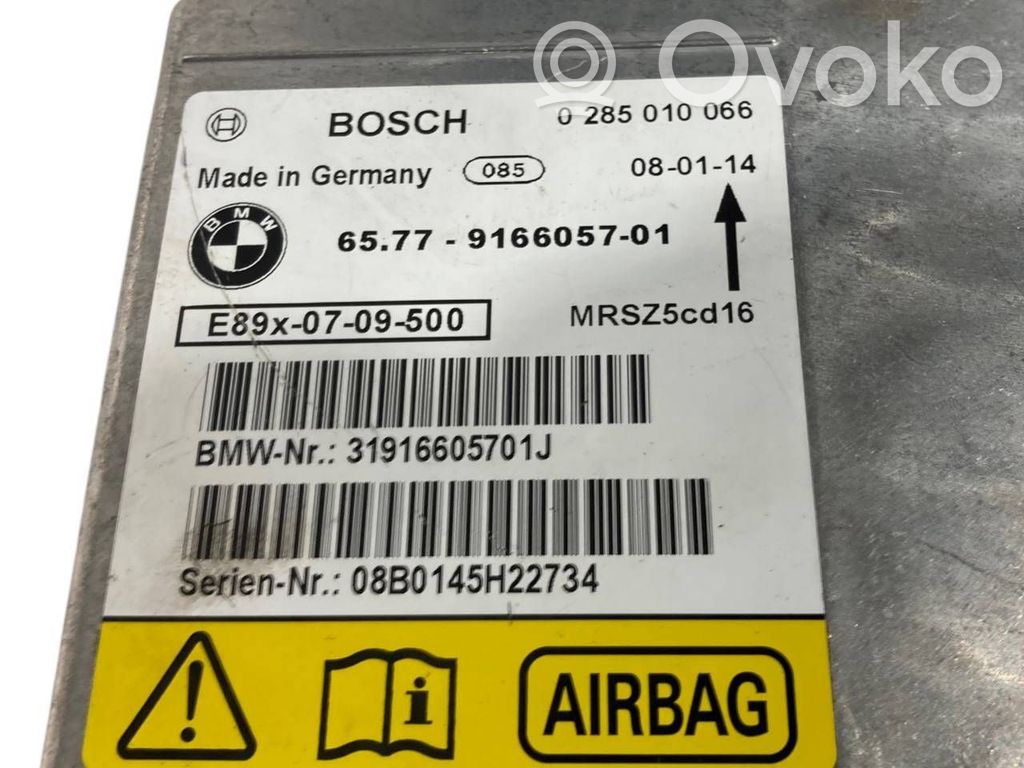 Ovoko
BOSCH 0 285 010 066
Made in Germany 085 08-01-14
BMW 65.77 - 9166057-01
E89x-07-09-500 MRSZ5cd16
BMW-Nr.: 31916605701J
Serien-Nr.: 08B0145H22734
! i AIRBAG